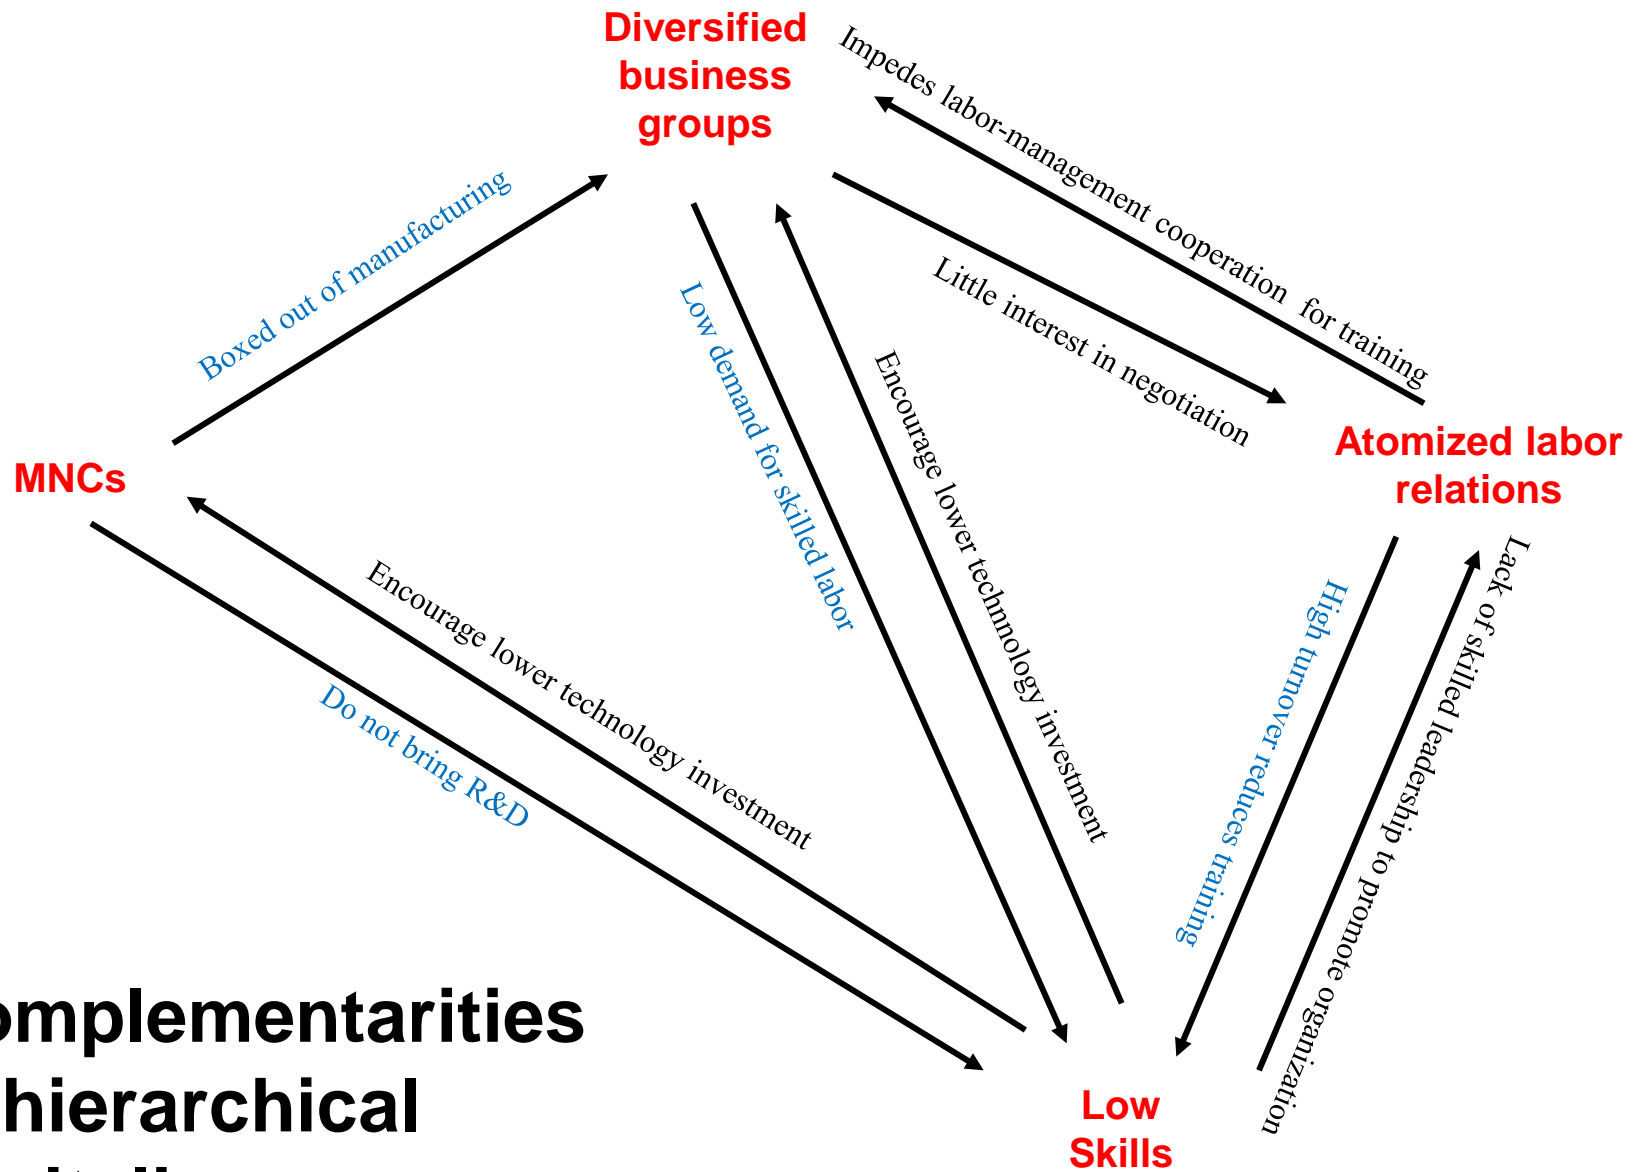 Diversified
business
groups
Impedes labor-management cooperation for training
Boxed out of manufacturing
Little interest in negotiation
Low demand for skilled labor
Encourage lower technnology investment
Atomized labor
relations
MNCs
Encourage lower technology investment
Do not bring R&D
High turnover reduces training
Lack of skilled leadership to promote organization
omplementarities
hierarchical
Low
Skills